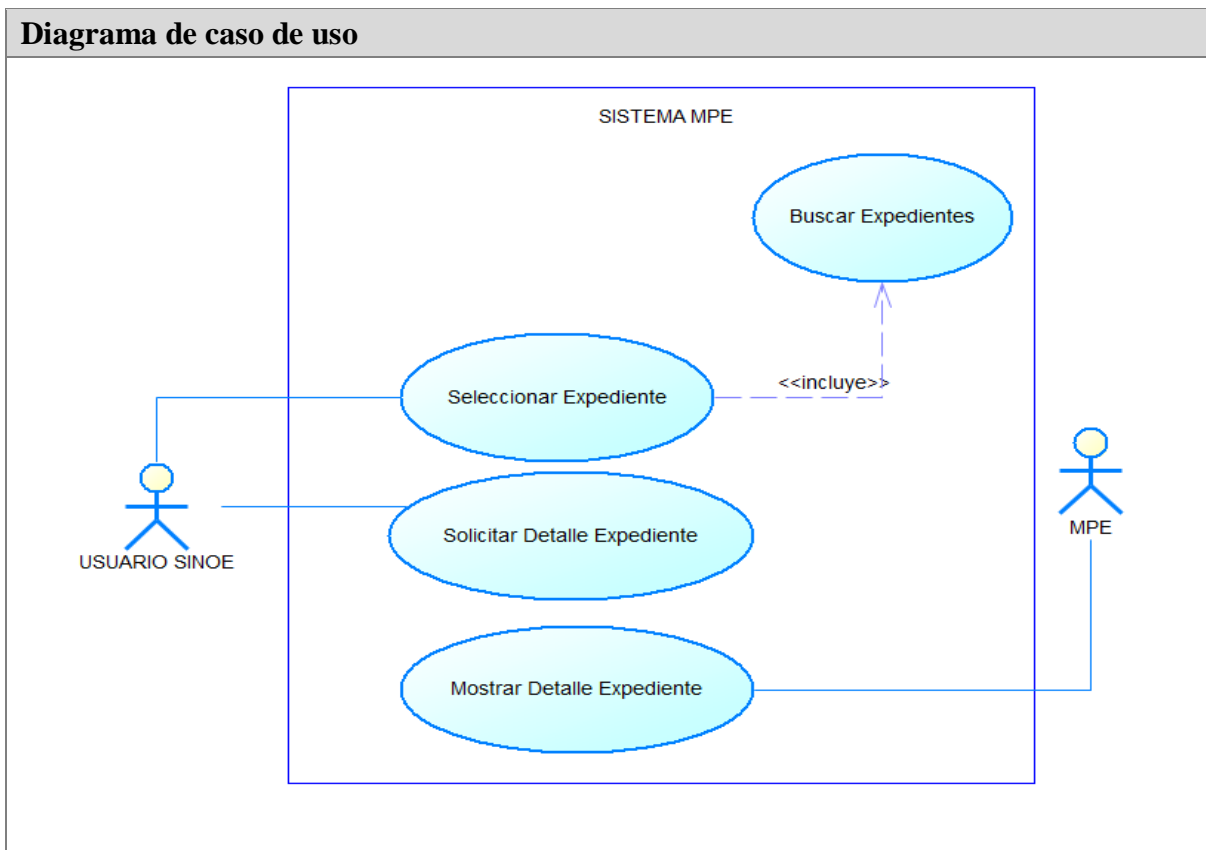 Diagrama de caso de uso
SISTEMA MPE
Buscar Expedientes
Seleccionar Expediente
<<incluye>>
Solicitar Detalle Expediente
MPE
USUARIO SINOE
Mostrar Detalle Expediente